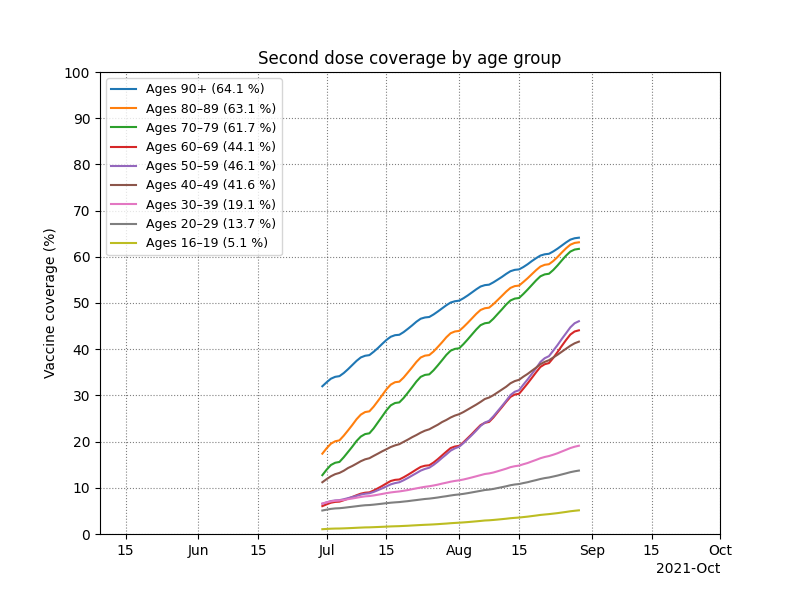 Second dose coverage by age group
Vaccine coverage (%)
100
90
80
70
60
50
40
30
20
10
0
Ages 90+ (64.1 %)
Ages 80–89 (63.1 %)
Ages 70–79 (61.7 %)
Ages 60–69 (44.1 %)
Ages 50–59 (46.1 %)
Ages 40–49 (41.6 %)
Ages 30–39 (19.1 %)
Ages 20–29 (13.7 %)
Ages 16–19 (5.1 %)
15 Jun 15 Jul 15 Aug 15 Sep 15 Oct
2021-Oct